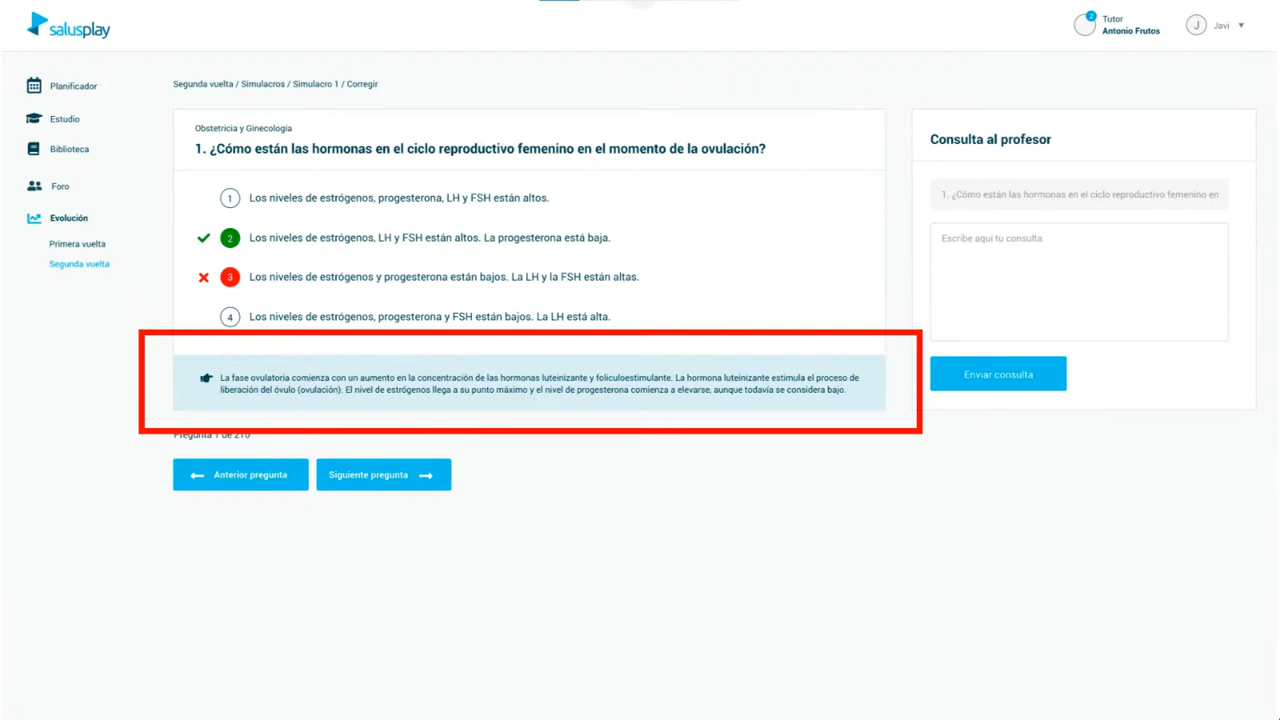 salusplay
2
Tutor
Antonio Frutos
J
Javi
Planificador
Estudio
Biblioteca
Foro
Evolución
Primera vuelta
Segunda vuelta
Segunda vuelta / Simulacros / Simulacro 1 / Corregir
Obstetricia y Ginecología
1. ¿Cómo están las hormonas en el ciclo reproductivo femenino en el momento de la ovulación?
1 Los niveles de estrógenos, progesterona, LH y FSH están altos.
2 Los niveles de estrógenos, LH y FSH están altos. La progesterona está baja.
3 Los niveles de estrógenos y progesterona están bajos. La LH y la FSH están altas.
4 Los niveles de estrógenos, progesterona y FSH están bajos. La LH está alta.
La fase ovulatoria comienza con un aumento en la concentración de las hormonas luteinizante y foliculoestimulante. La hormona luteinizante estimula el proceso de
liberación del óvulo (ovulación). El nivel de estrógenos llega a su punto máximo y el nivel de progesterona comienza a elevarse, aunque todavía se considera bajo.
Pregunta 1 de 210
Anterior pregunta
Siguiente pregunta
Consulta al profesor
1. ¿Cómo están las hormonas en el ciclo reproductivo femenino en
Escribe aquí tu consulta
Enviar consulta